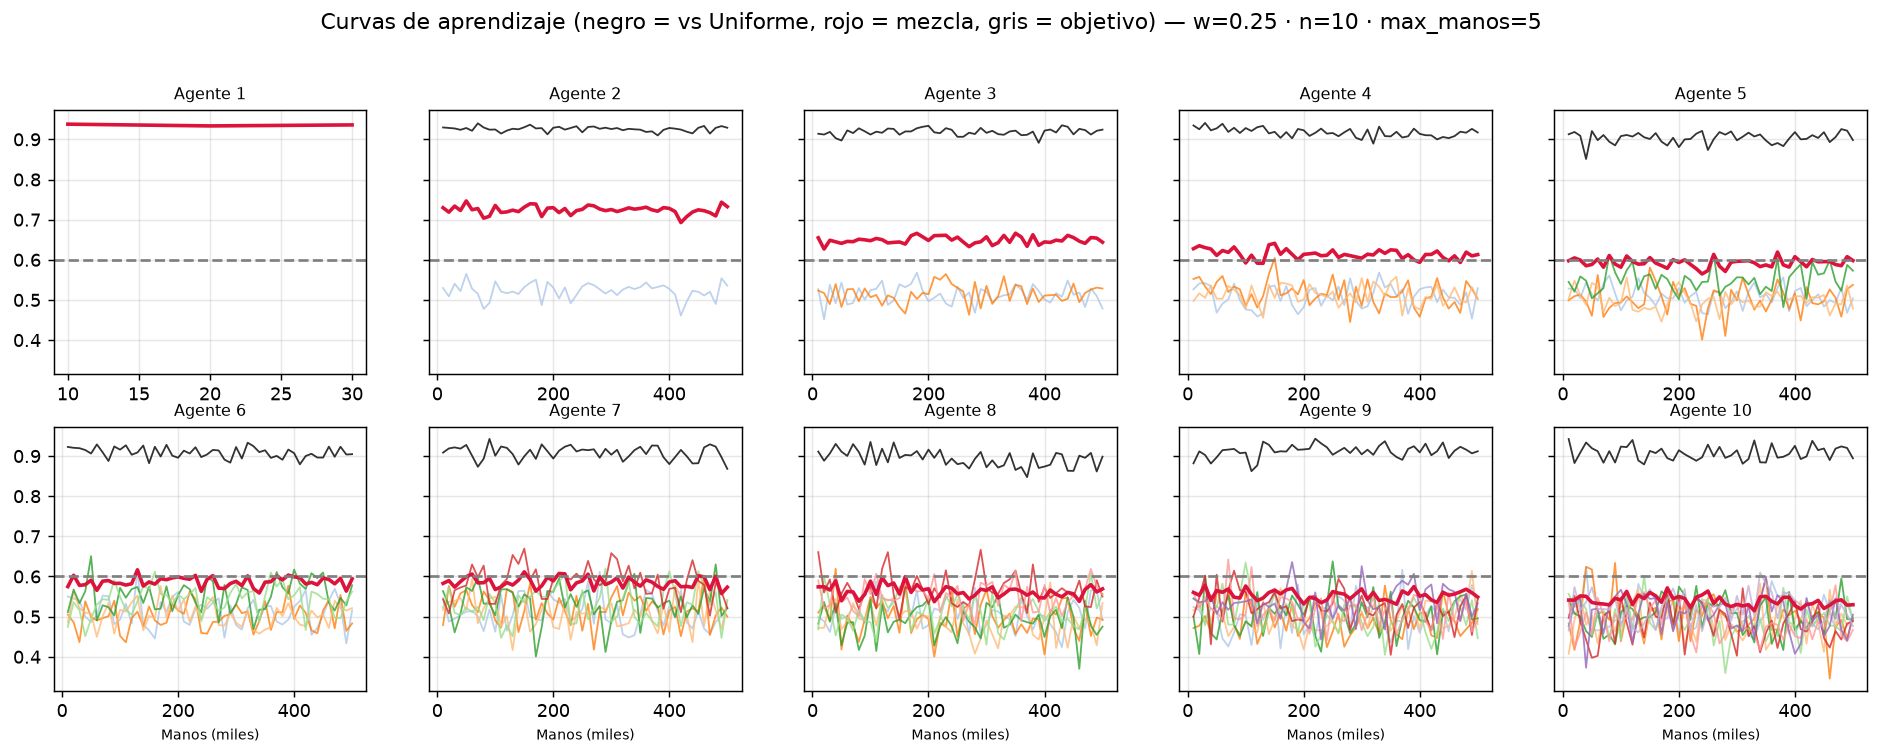 Curvas de aprendizaje (negro = vs Uniforme, rojo = mezcla, gris = objetivo) — w=0.25 · n=10 · max_manos=5
Agente 1 Agente 2 Agente 3 Agente 4 Agente 5
0.9
0.8
0.7
0.6
0.5
0.4
10 15 20 25 30 0 200 400 0 200 400 0 200 400 0 200 400
Agente 6 Agente 7 Agente 8 Agente 9 Agente 10
0.9
0.8
0.7
0.6
0.5
0.4
0 200 400 0 200 400 0 200 400 0 200 400 0 200 400
Manos (miles) Manos (miles) Manos (miles) Manos (miles) Manos (miles)